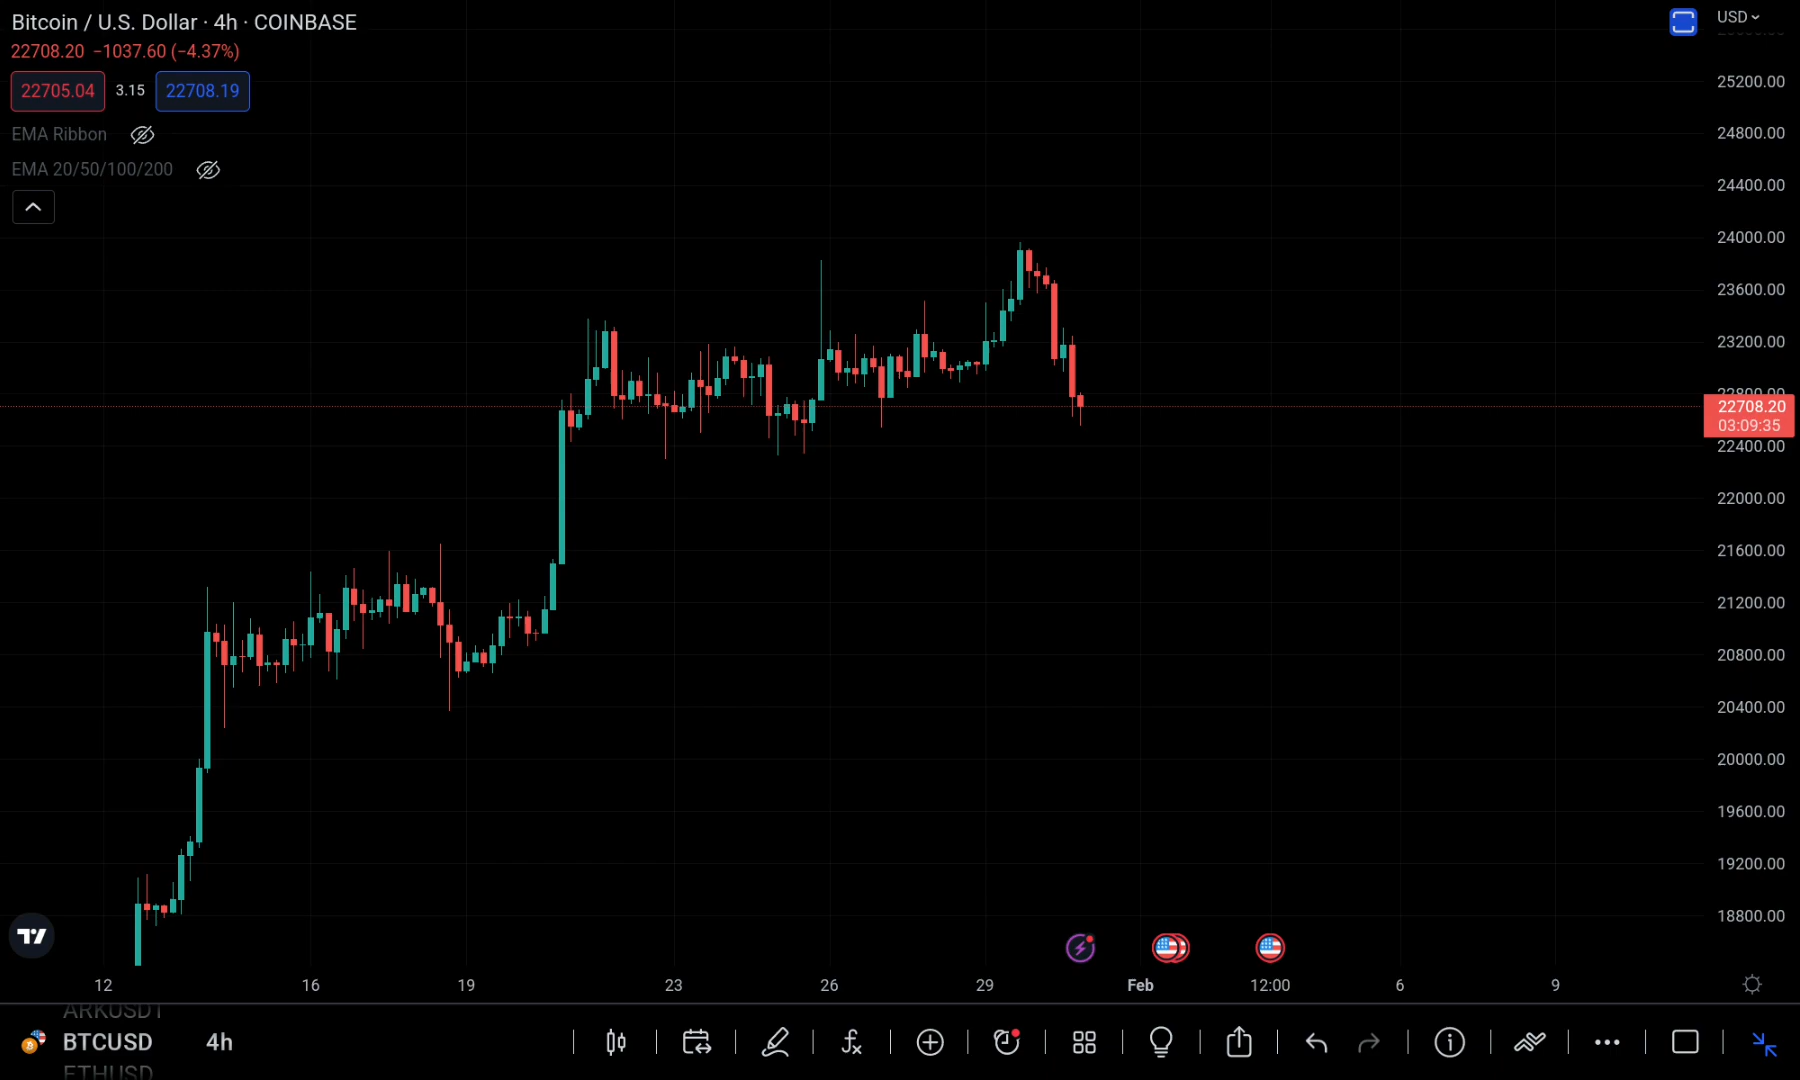 Bitcoin / U.S. Dollar · 4h · COINBASE
22708.20 −1037.60 (−4.37%)
22705.04 3.15 22708.19
EMA Ribbon
EMA 20/50/100/200
USD
25200.00
24800.00
24400.00
24000.00
23600.00
23200.00
22800.00
22708.20
03:09:35
22400.00
22000.00
21600.00
21200.00
20800.00
20400.00
20000.00
19600.00
19200.00
18800.00
12 16 19 23 26 29 Feb 12:00 6 9
BTCUSD 4h
ETHUSD